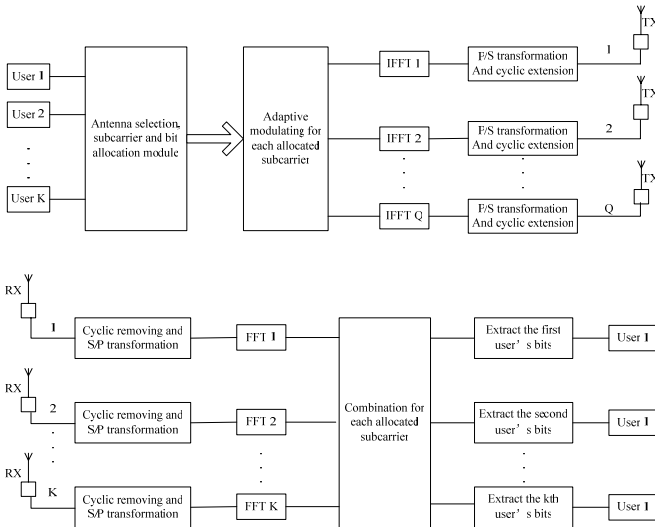 TX
User 1
User 2
User K
Antenna selection,
subcarrier and bit
allocation module
Adaptive
modulating for
each allocated
subcarrier
IFFT 1
F/S transformation
And cyclic extension
1
TX
IFFT 2
F/S transformation
And cyclic extension
2
TX
IFFT Q
F/S transformation
And cyclic extension
Q
RX
1
Cyclic removing and
S/P transformation
FFT 1
Combination for
each allocated
subcarrier
Extract the first
user's bits
User 1
RX
2
Cyclic removing and
S/P transformation
FFT 2
Extract the second
user's bits
User 1
RX
K
Cyclic removing and
S/P transformation
FFT K
Extract the kth
user's bits
User 1